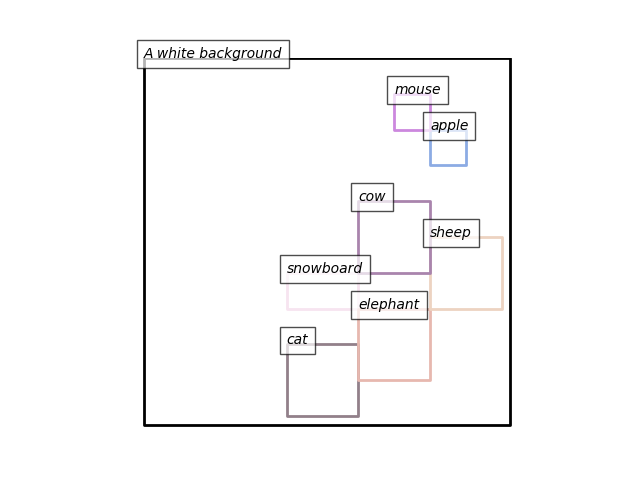 A white background
mouse
apple
cow
sheep
snowboard
elephant
cat